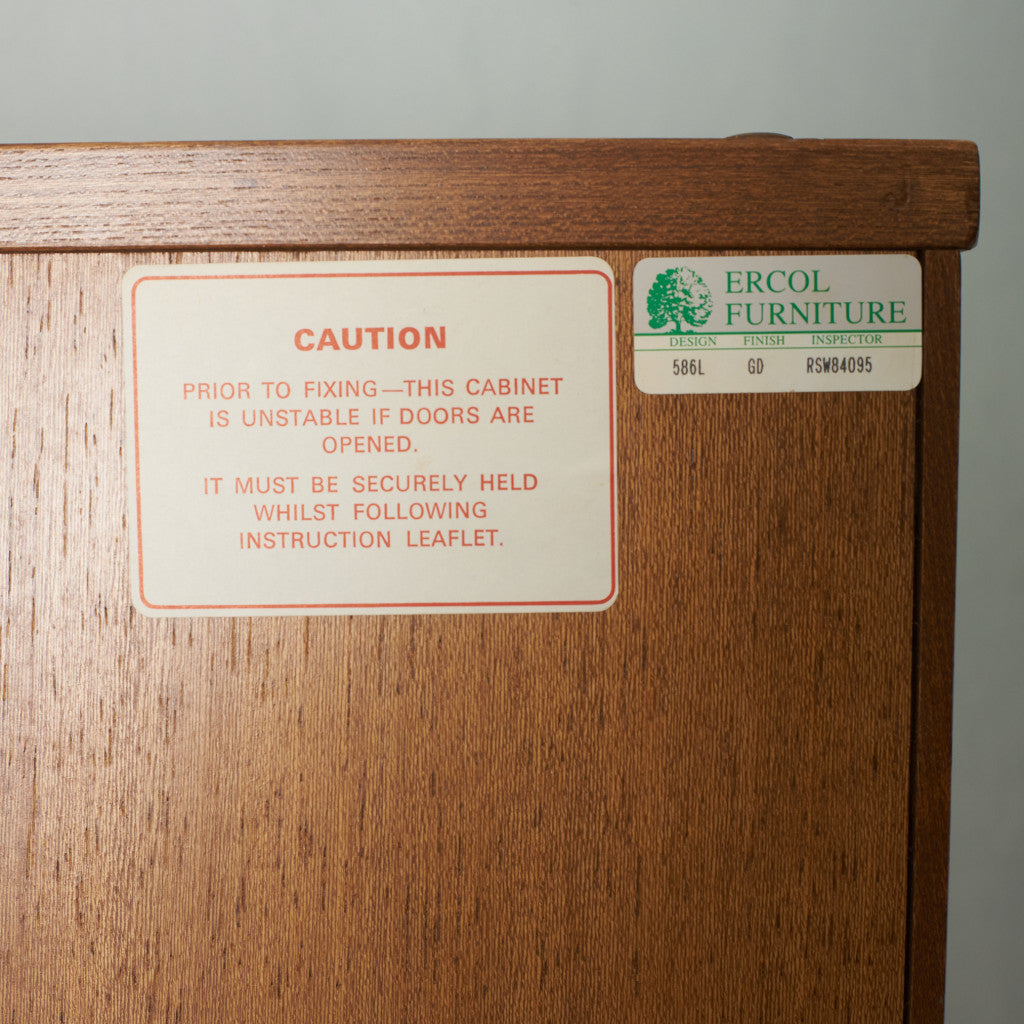 CAUTION
PRIOR TO FIXING—THIS CABINET
IS UNSTABLE IF DOORS ARE
OPENED.
IT MUST BE SECURELY HELD
WHILST FOLLOWING
INSTRUCTION LEAFLET.
ERCOL
FURNITURE
DESIGN FINISH INSPECTOR
586L GD RSW84095